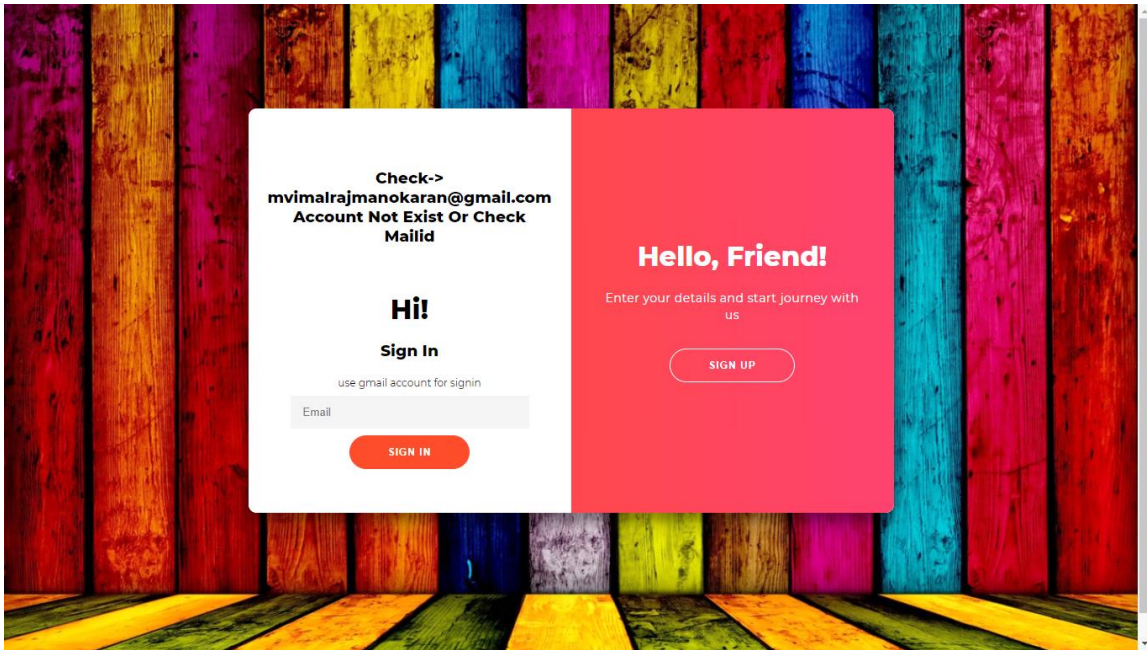 Check->
mvimalrajmanokaran@gmail.com
Account Not Exist Or Check
Mailid
Hi!
Sign In
use gmail account for signin
Email
SIGN IN
Hello, Friend!
Enter your details and start journey with
us
SIGN UP